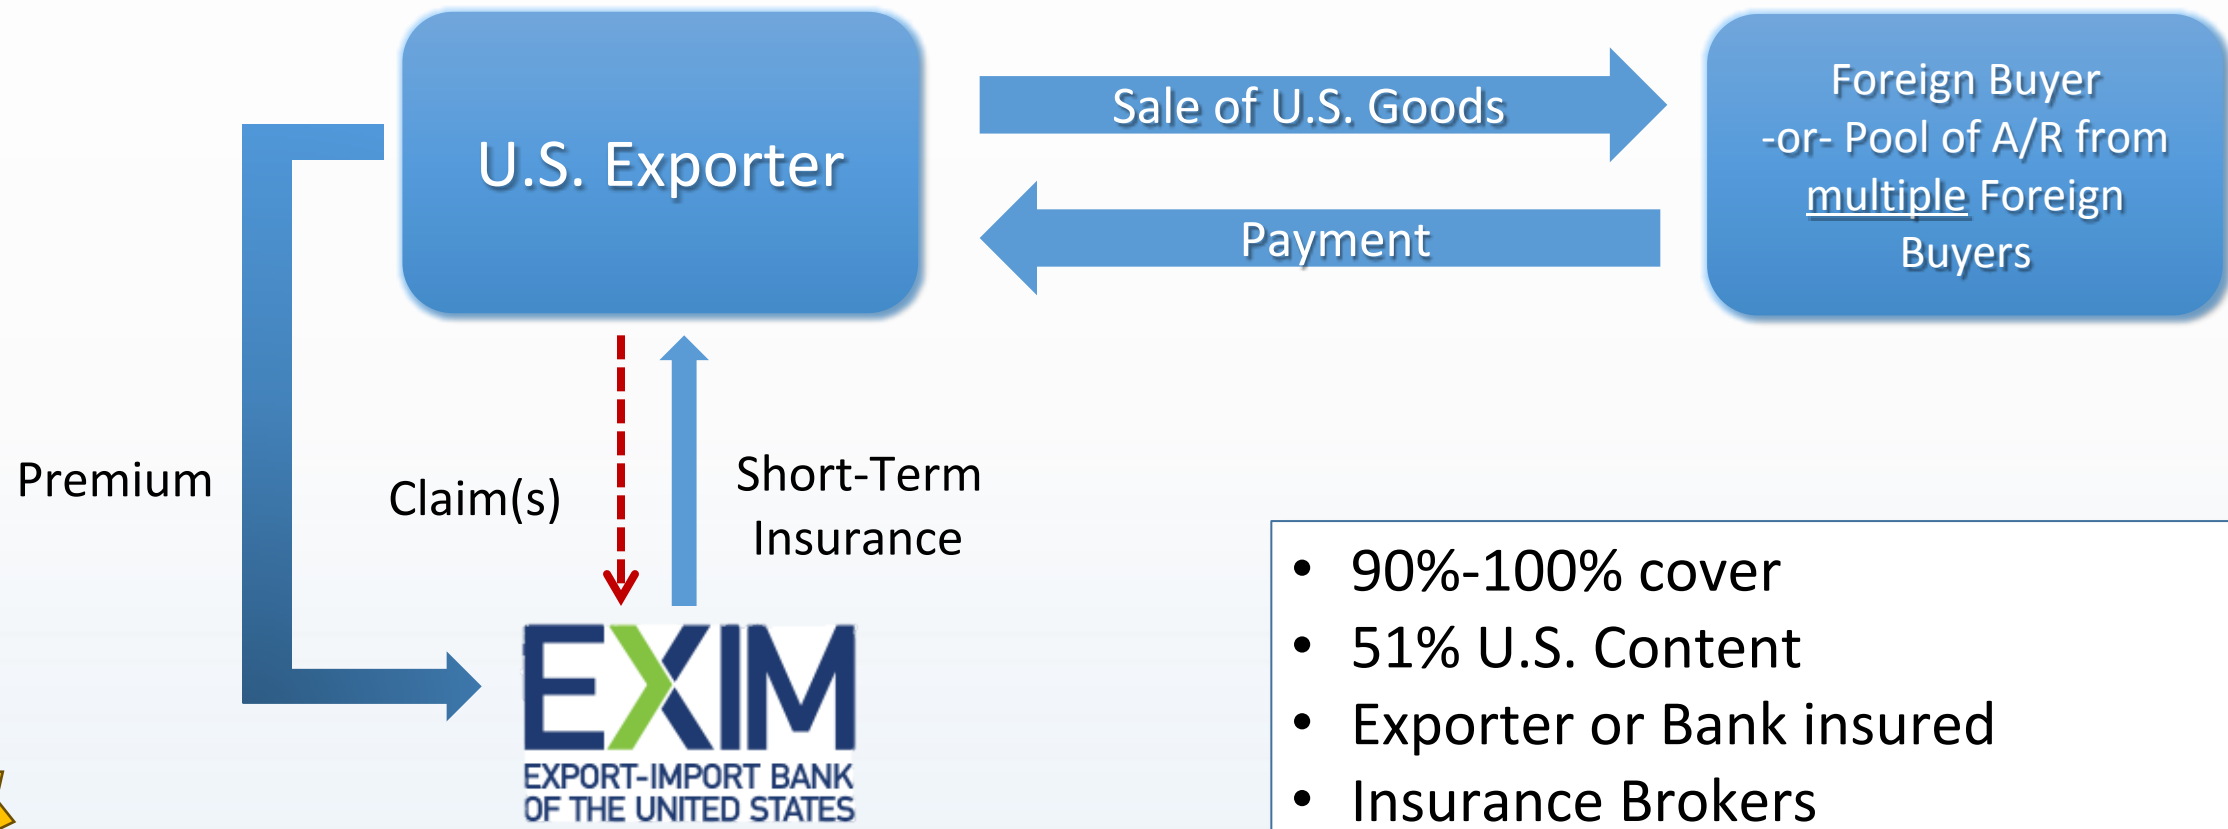 U.S. Exporter
Sale of U.S. Goods
Payment
Foreign Buyer
-or- Pool of A/R from
multiple Foreign
Buyers
Premium
Claim(s)
Short-Term
Insurance
EXIM
EXPORT-IMPORT BANK
OF THE UNITED STATES
• 90%-100% cover
• 51% U.S. Content
• Exporter or Bank insured
• Insurance Brokers